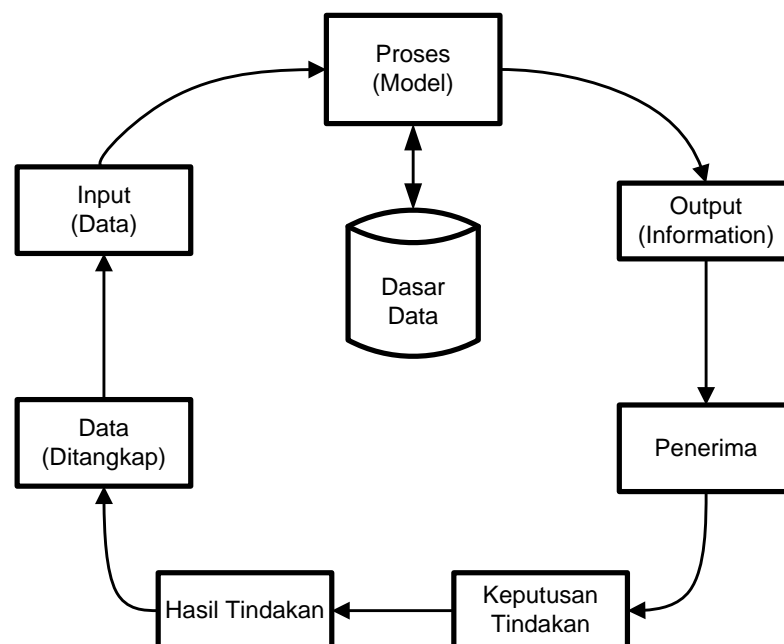 Proses
(Model)
Input
(Data)
Output
(Information)
Dasar
Data
Data
(Ditangkap)
Penerima
Hasil Tindakan
Keputusan
Tindakan